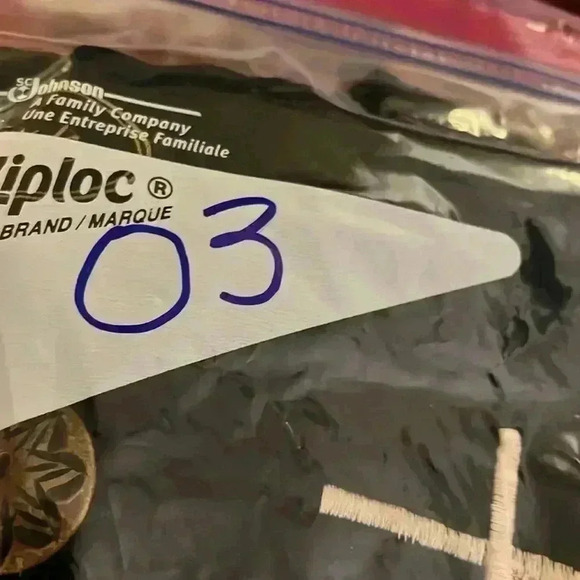 SC Johnson
A Family Company
Une Entreprise Familiale
Ziploc ®
BRAND / MARQUE
03